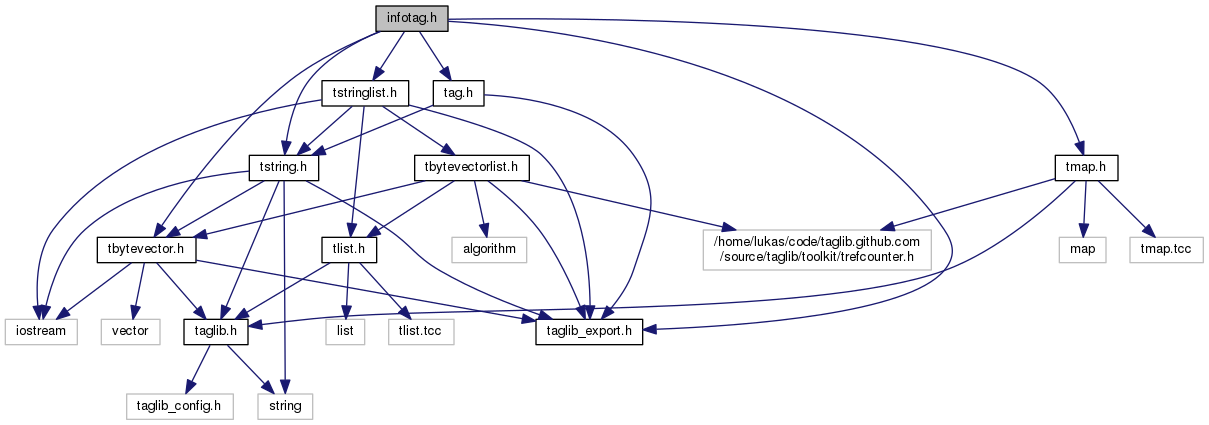 infotag.h
tstringlist.h
tag.h
tstring.h
tbytevectorlist.h
tmap.h
tbytevector.h
tlist.h
algorithm
/home/lukas/code/taglib.github.com
/source/taglib/toolkit/trefcounter.h
map
tmap.tcc
iostream
vector
taglib.h
list
tlist.tcc
taglib_export.h
taglib_config.h
string